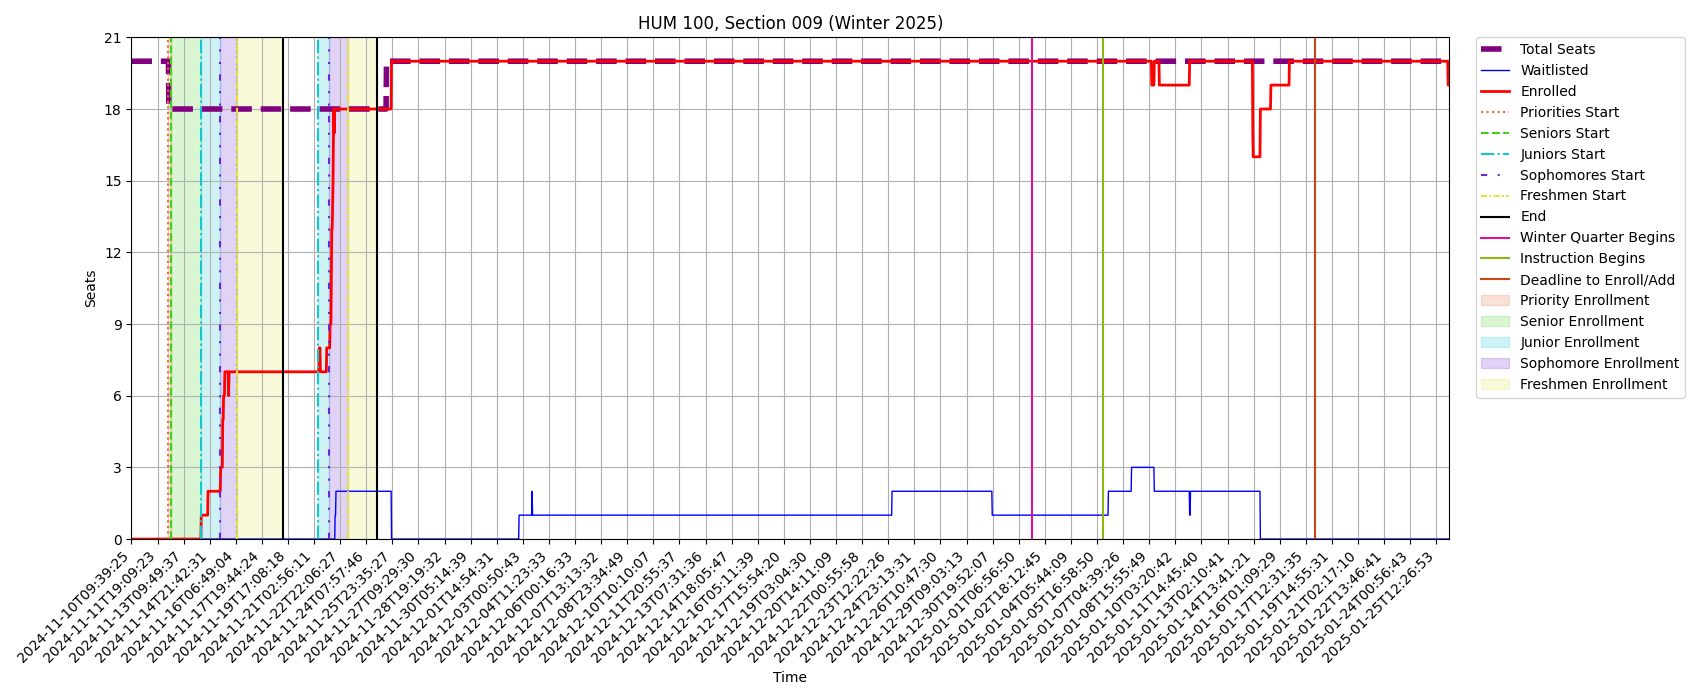 HUM 100, Section 009 (Winter 2025)
21
18
15
12
9
6
3
0
Seats
2024-11-10T09:39:25
2024-11-11T19:09:23
2024-11-13T09:49:37
2024-11-14T21:42:31
2024-11-16T06:49:04
2024-11-17T19:44:24
2024-11-19T17:08:18
2024-11-21T02:56:11
2024-11-22T22:06:27
2024-11-24T07:57:46
2024-11-25T23:35:27
2024-11-27T09:29:30
2024-11-28T19:19:32
2024-11-30T05:14:39
2024-12-01T14:54:31
2024-12-03T00:50:43
2024-12-04T11:23:33
2024-12-06T00:16:33
2024-12-07T13:13:32
2024-12-08T23:34:49
2024-12-10T10:10:07
2024-12-11T20:55:37
2024-12-13T07:31:36
2024-12-14T18:05:47
2024-12-16T05:11:39
2024-12-17T15:54:20
2024-12-19T03:04:30
2024-12-20T14:11:09
2024-12-22T00:55:58
2024-12-23T12:22:26
2024-12-24T23:13:31
2024-12-26T10:47:30
2024-12-29T09:03:13
2024-12-30T19:52:07
2025-01-01T06:56:50
2025-01-02T18:12:45
2025-01-04T05:44:09
2025-01-05T16:58:50
2025-01-07T04:39:26
2025-01-08T15:55:49
2025-01-10T03:20:42
2025-01-11T14:45:40
2025-01-13T02:10:41
2025-01-14T13:41:21
2025-01-16T01:09:29
2025-01-17T12:31:35
2025-01-19T14:55:31
2025-01-21T02:17:10
2025-01-22T13:46:41
2025-01-24T00:56:43
2025-01-25T12:26:53
Time
Total Seats
Waitlisted
Enrolled
Priorities Start
Seniors Start
Juniors Start
Sophomores Start
Freshmen Start
End
Winter Quarter Begins
Instruction Begins
Deadline to Enroll/Add
Priority Enrollment
Senior Enrollment
Junior Enrollment
Sophomore Enrollment
Freshmen Enrollment